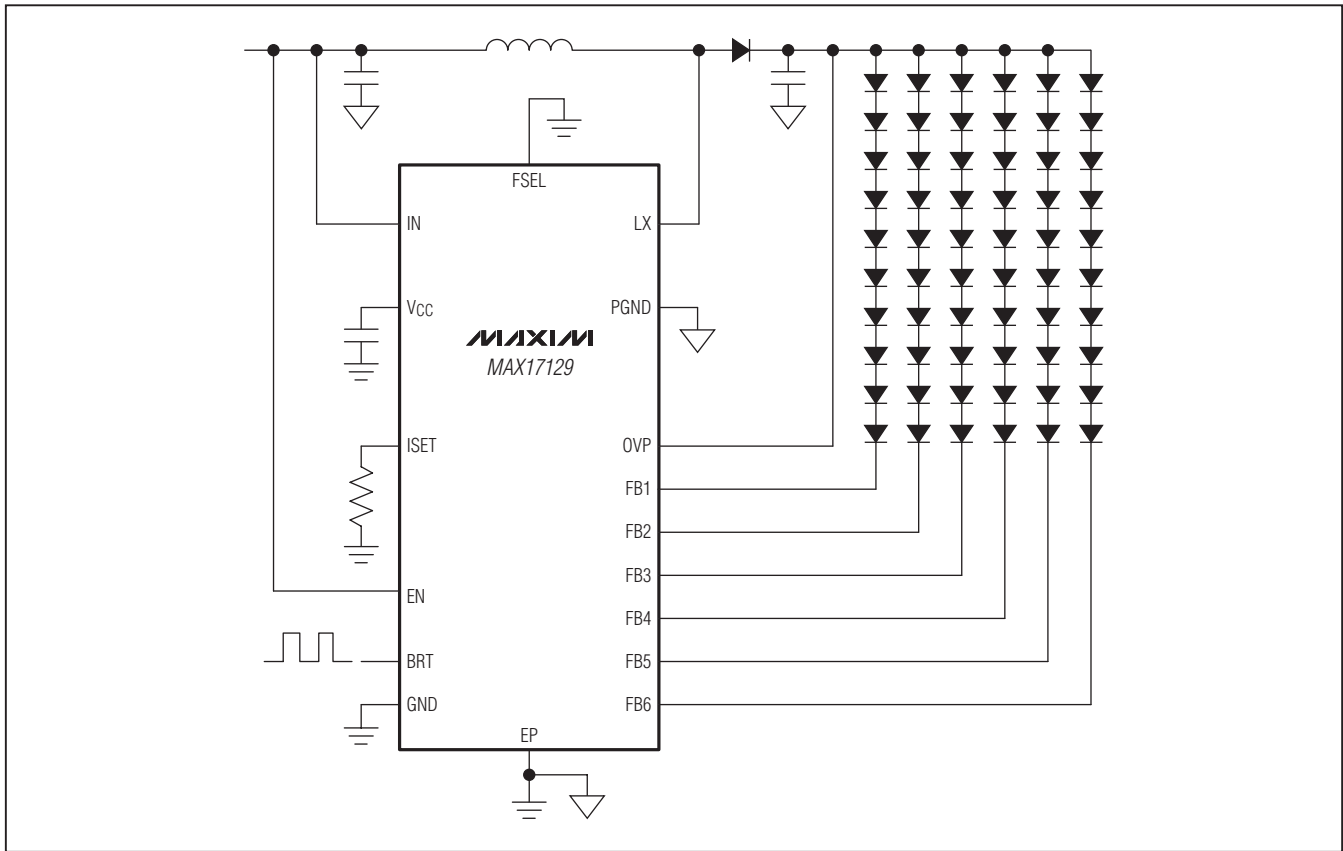 FSEL
IN
LX
VCC
PGND
MAXIM
MAX17129
ISET
OVP
FB1
FB2
FB3
EN
FB4
BRT
FB5
GND
FB6
EP